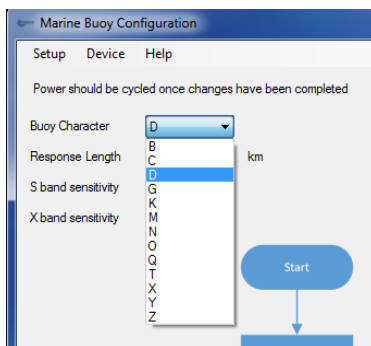 Marine Buoy Configuration
Setup Device Help
Power should be cycled once changes have been completed
Buoy Character D
B
C
D
G
K
M
N
O
Q
T
X
Y
Z
Response Length km
S band sensitivity
X band sensitivity
Start